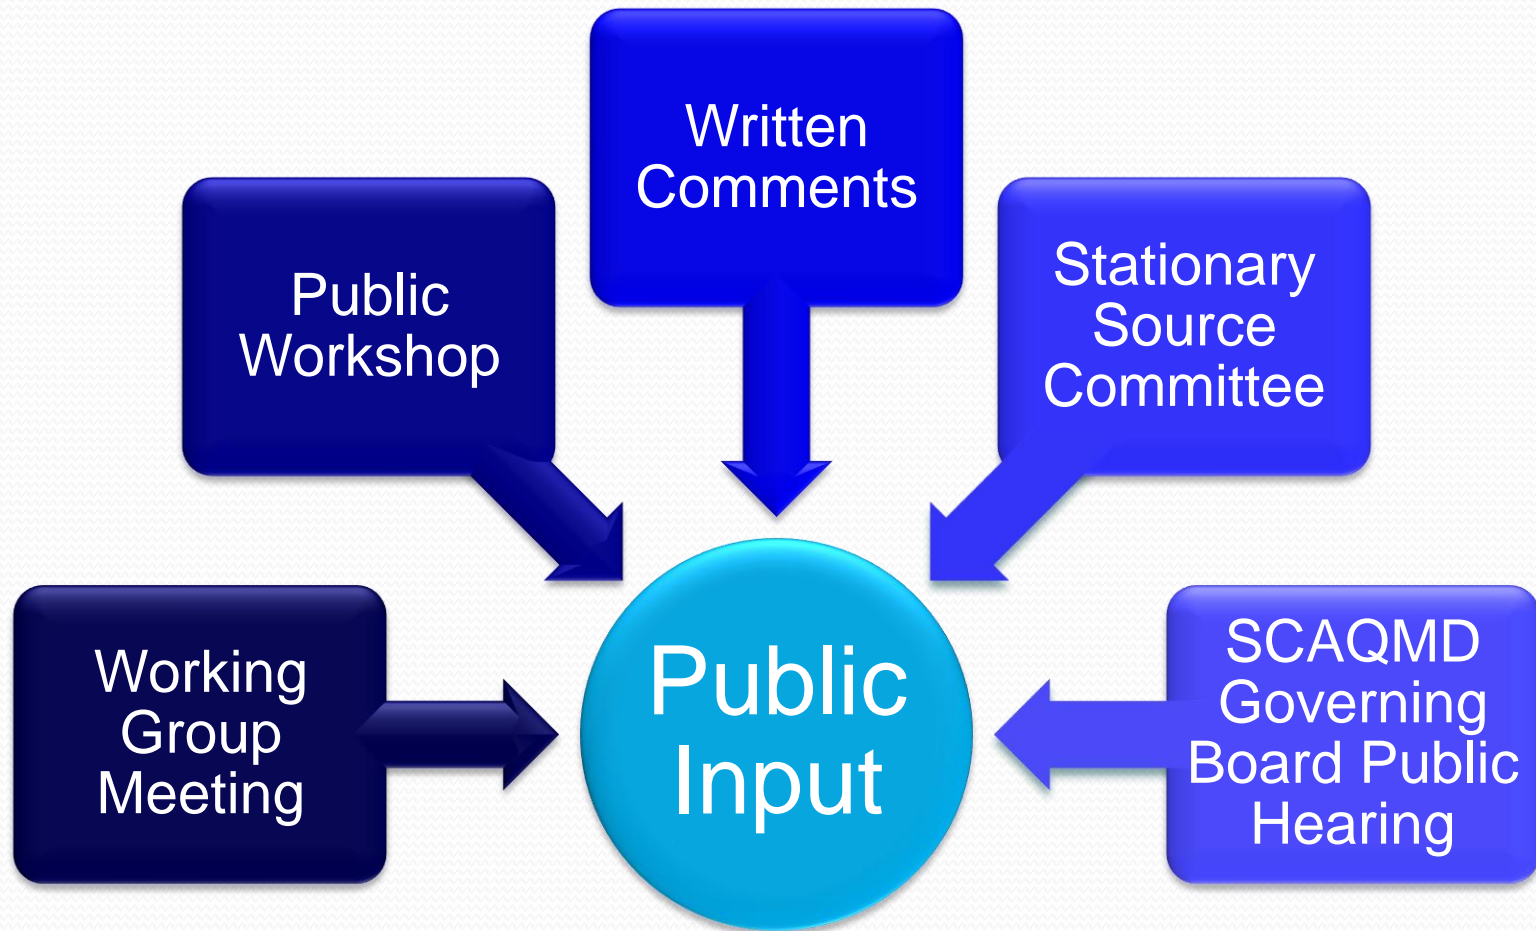 Written
Comments
Public
Workshop
Stationary
Source
Committee
Working
Group
Meeting
Public
Input
SCAQMD
Governing
Board Public
Hearing